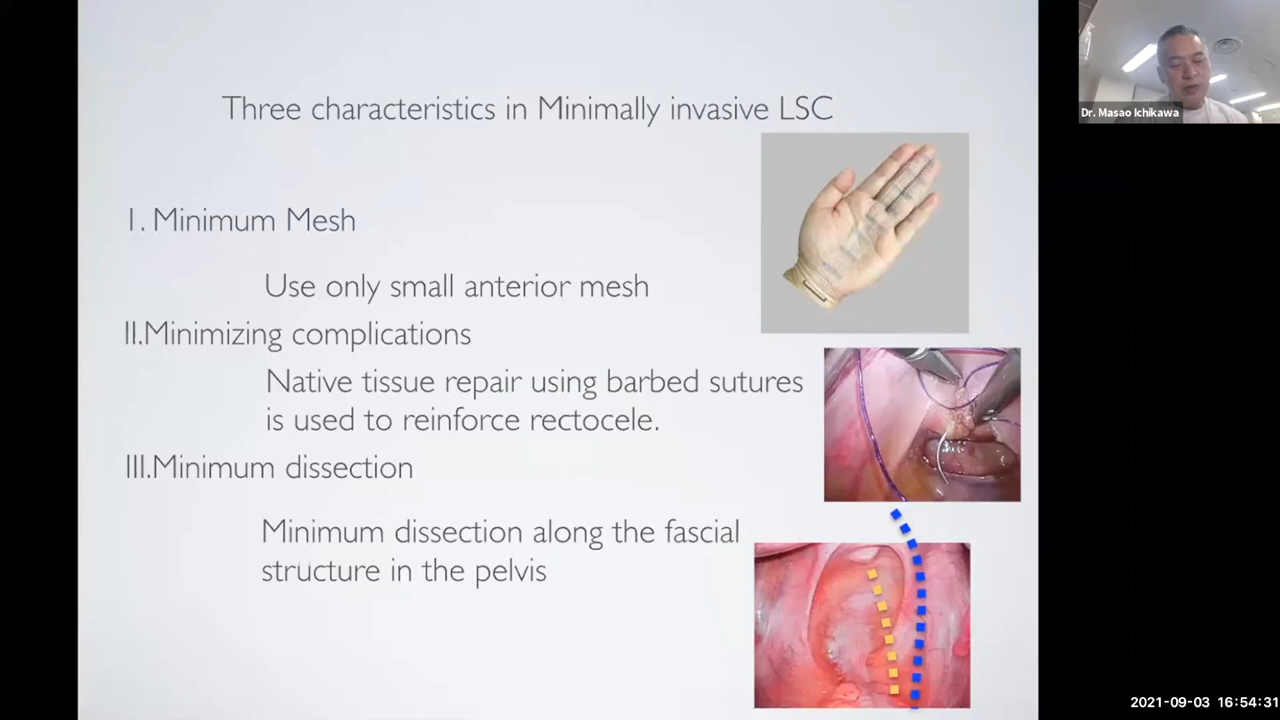 Three characteristics in Minimally invasive LSC
Dr. Masao Ichikawa
I. Minimum Mesh
Use only small anterior mesh
II.Minimizing complications
Native tissue repair using barbed sutures
is used to reinforce rectocele.
III.Minimum dissection
Minimum dissection along the fascial
structure in the pelvis
2021-09-03 16:54:31